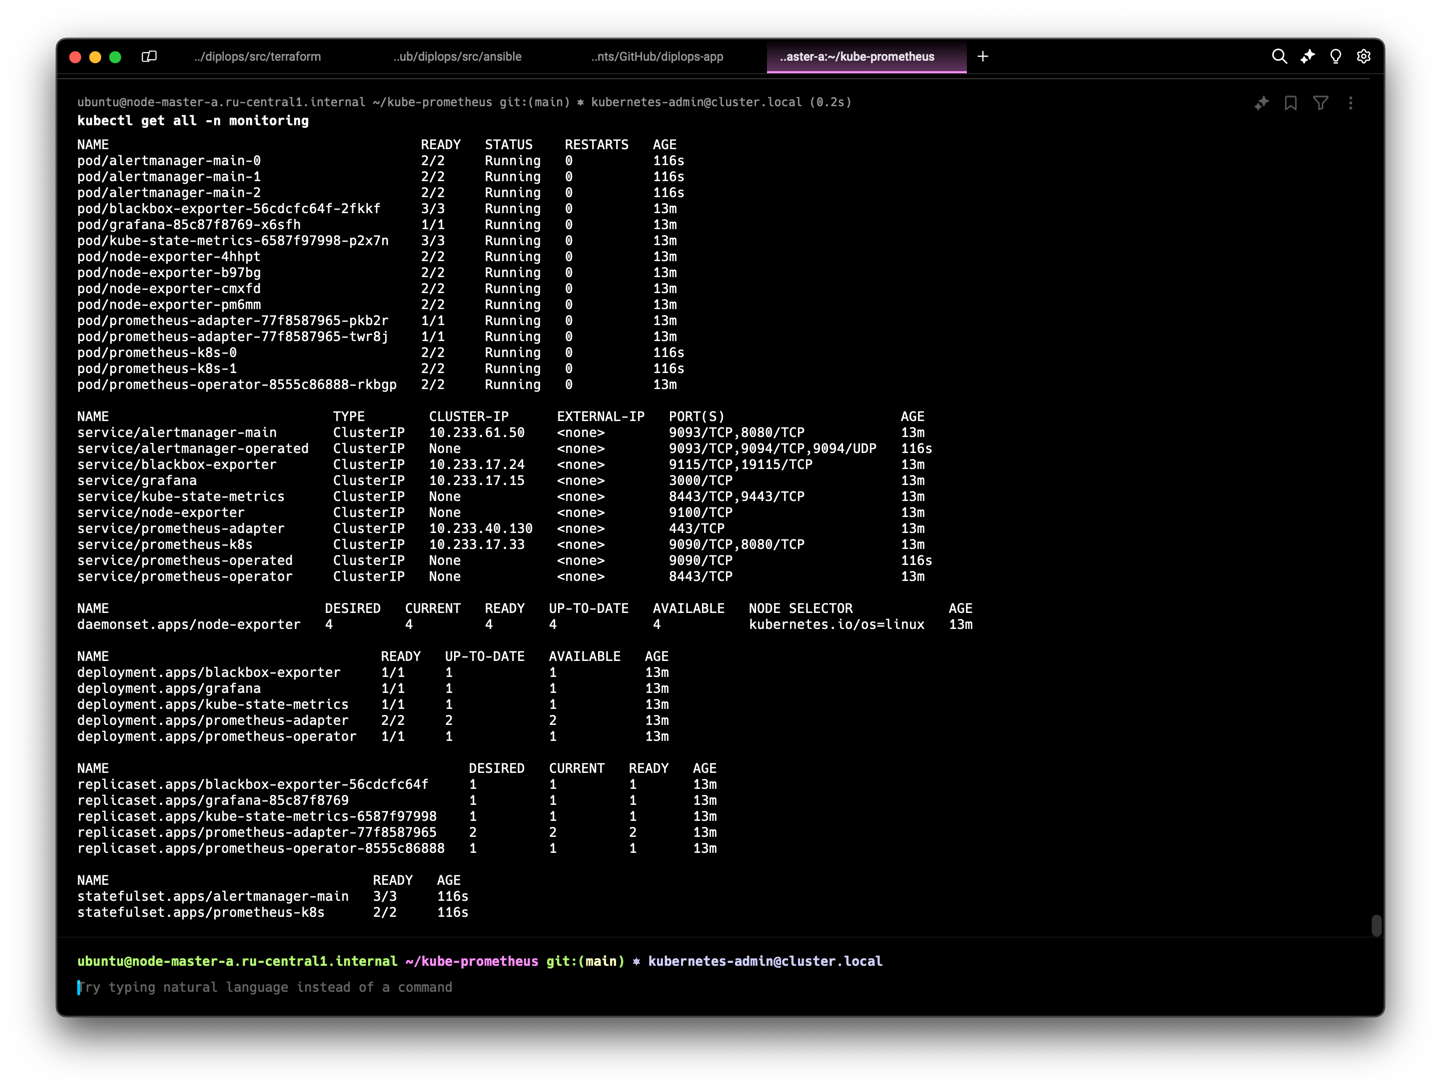 ../diplops/src/terraform ..ub/diplops/src/ansible ..nts/GitHub/diplops-app ..aster-a:~/kube-prometheus +
ubuntu@node-master-a.ru-central1.internal ~/kube-prometheus git:(main) ✶ kubernetes-admin@cluster.local (0.2s)
kubectl get all -n monitoring
NAME READY STATUS RESTARTS AGE
pod/alertmanager-main-0 2/2 Running 0 116s
pod/alertmanager-main-1 2/2 Running 0 116s
pod/alertmanager-main-2 2/2 Running 0 116s
pod/blackbox-exporter-56cdcfc64f-2fkkf 3/3 Running 0 13m
pod/grafana-85c87f8769-x6sfh 1/1 Running 0 13m
pod/kube-state-metrics-6587f97998-p2x7n 3/3 Running 0 13m
pod/node-exporter-4hhpt 2/2 Running 0 13m
pod/node-exporter-b97bg 2/2 Running 0 13m
pod/node-exporter-cmxfd 2/2 Running 0 13m
pod/node-exporter-pm6mm 2/2 Running 0 13m
pod/prometheus-adapter-77f8587965-pkb2r 1/1 Running 0 13m
pod/prometheus-adapter-77f8587965-twr8j 1/1 Running 0 13m
pod/prometheus-k8s-0 2/2 Running 0 116s
pod/prometheus-k8s-1 2/2 Running 0 116s
pod/prometheus-operator-8555c86888-rkbgp 2/2 Running 0 13m
NAME TYPE CLUSTER-IP EXTERNAL-IP PORT(S) AGE
service/alertmanager-main ClusterIP 10.233.61.50 <none> 9093/TCP,8080/TCP 13m
service/alertmanager-operated ClusterIP None <none> 9093/TCP,9094/TCP,9094/UDP 116s
service/blackbox-exporter ClusterIP 10.233.17.24 <none> 9115/TCP,19115/TCP 13m
service/grafana ClusterIP 10.233.17.15 <none> 3000/TCP 13m
service/kube-state-metrics ClusterIP None <none> 8443/TCP,9443/TCP 13m
service/node-exporter ClusterIP None <none> 9100/TCP 13m
service/prometheus-adapter ClusterIP 10.233.40.130 <none> 443/TCP 13m
service/prometheus-k8s ClusterIP 10.233.17.33 <none> 9090/TCP,8080/TCP 13m
service/prometheus-operated ClusterIP None <none> 9090/TCP 116s
service/prometheus-operator ClusterIP None <none> 8443/TCP 13m
NAME DESIRED CURRENT READY UP-TO-DATE AVAILABLE NODE SELECTOR AGE
daemonset.apps/node-exporter 4 4 4 4 4 kubernetes.io/os=linux 13m
NAME READY UP-TO-DATE AVAILABLE AGE
deployment.apps/blackbox-exporter 1/1 1 1 13m
deployment.apps/grafana 1/1 1 1 13m
deployment.apps/kube-state-metrics 1/1 1 1 13m
deployment.apps/prometheus-adapter 2/2 2 2 13m
deployment.apps/prometheus-operator 1/1 1 1 13m
NAME DESIRED CURRENT READY AGE
replicaset.apps/blackbox-exporter-56cdcfc64f 1 1 1 13m
replicaset.apps/grafana-85c87f8769 1 1 1 13m
replicaset.apps/kube-state-metrics-6587f97998 1 1 1 13m
replicaset.apps/prometheus-adapter-77f8587965 2 2 2 13m
replicaset.apps/prometheus-operator-8555c86888 1 1 1 13m
NAME READY AGE
statefulset.apps/alertmanager-main 3/3 116s
statefulset.apps/prometheus-k8s 2/2 116s
ubuntu@node-master-a.ru-central1.internal ~/kube-prometheus git:(main) ✶ kubernetes-admin@cluster.local
Try typing natural language instead of a command